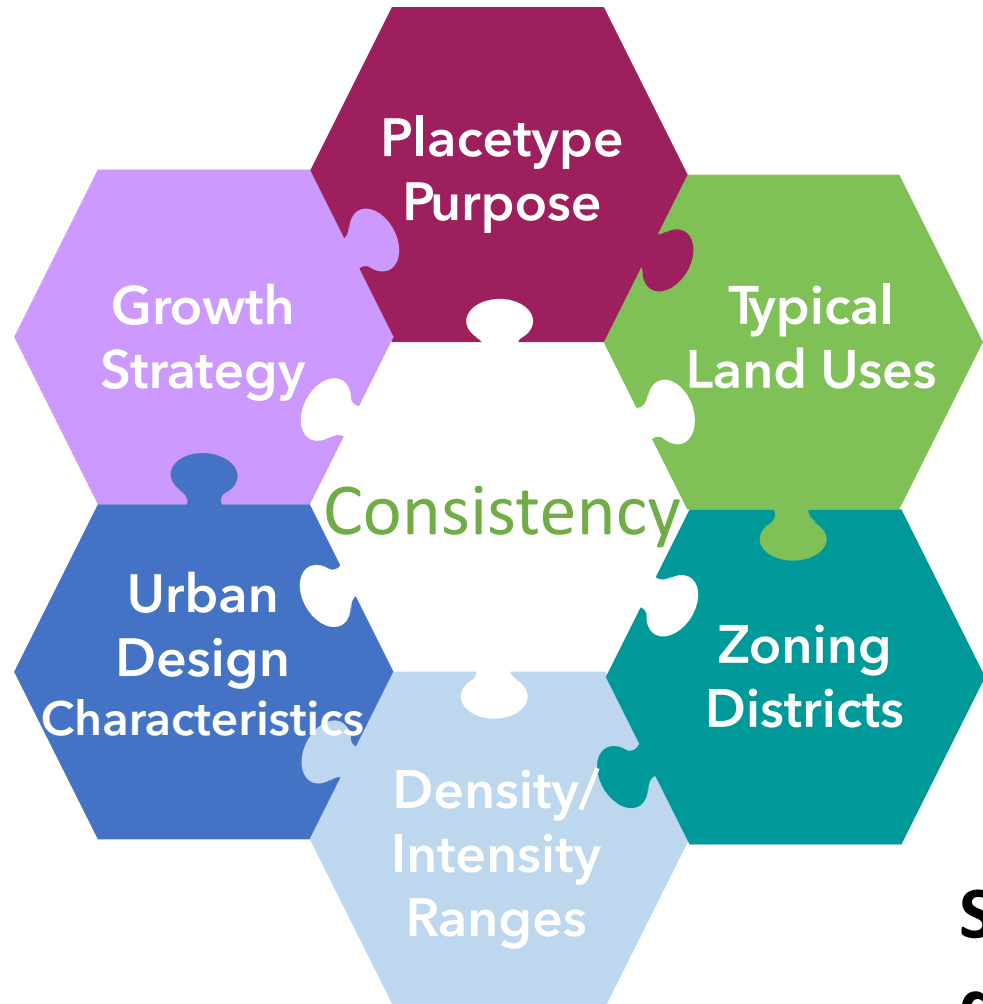 Placetype
Purpose
Growth
Strategy
Typical
Land Uses
Consistency
Urban
Design
Characteristics
Zoning
Districts
Density/
Intensity
Ranges
S